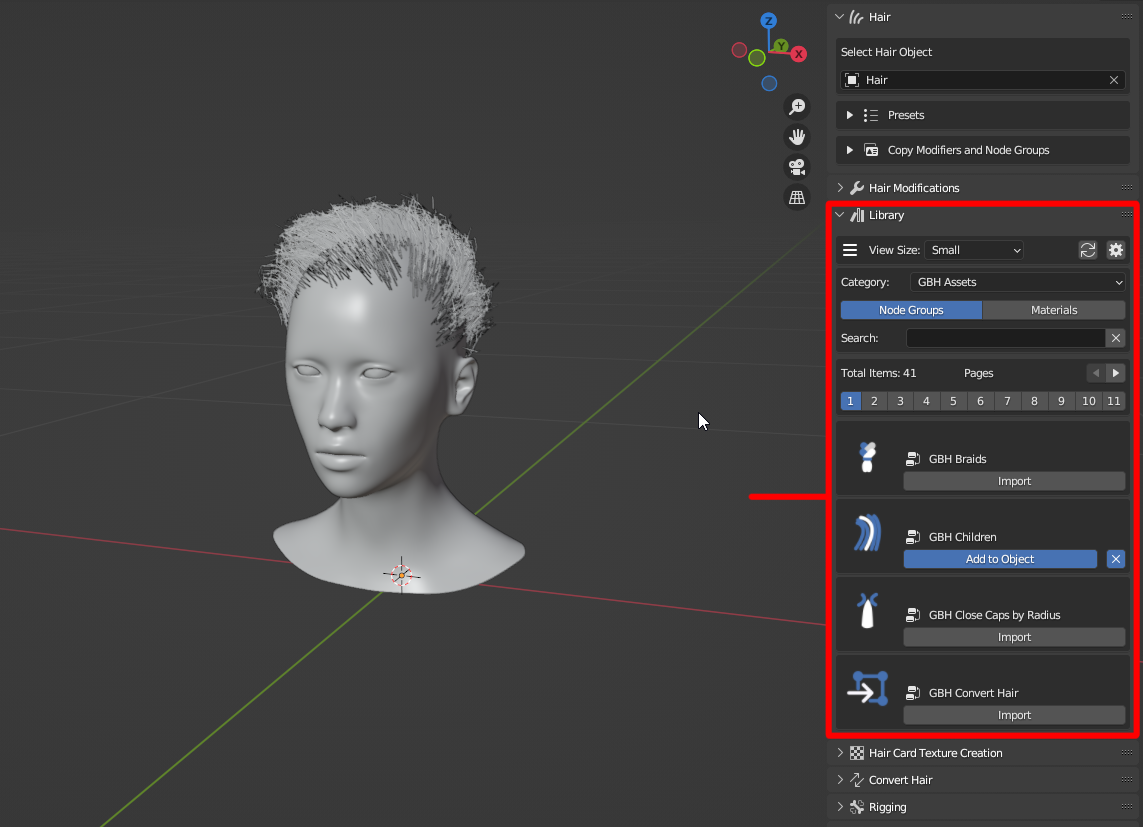 Z
Y
X
Hair
Select Hair Object
Hair
Presets
Copy Modifiers and Node Groups
Hair Modifications
Library
View Size: Small
Category: GBH Assets
Node Groups Materials
Search:
Total Items: 41 Pages
1 2 3 4 5 6 7 8 9 10 11
GBH Braids
Import
GBH Children
Add to Object
GBH Close Caps by Radius
Import
GBH Convert Hair
Import
Hair Card Texture Creation
Convert Hair
Rigging